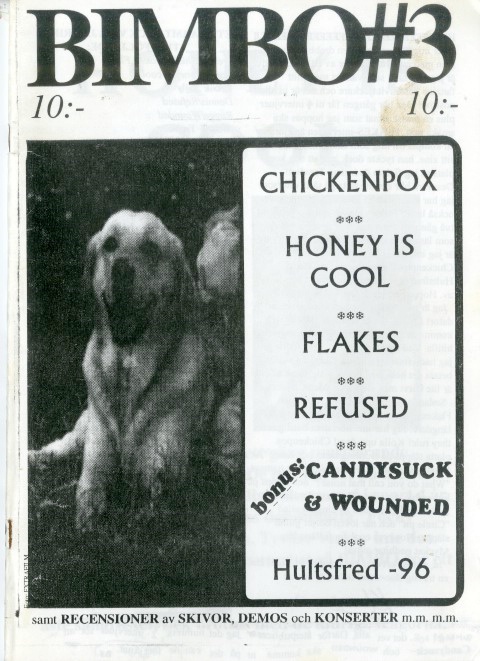 BIMBO#3
10:- 10:-
CHICKENPOX
***
HONEY IS
COOL
***
FLAKES
***
REFUSED
***
bonus: CANDYSUCK
& WOUNDED
***
Hultsfred -96
samt RECENSIONER av SKIVOR, DEMOS och KONSERTER m.m. m.m.